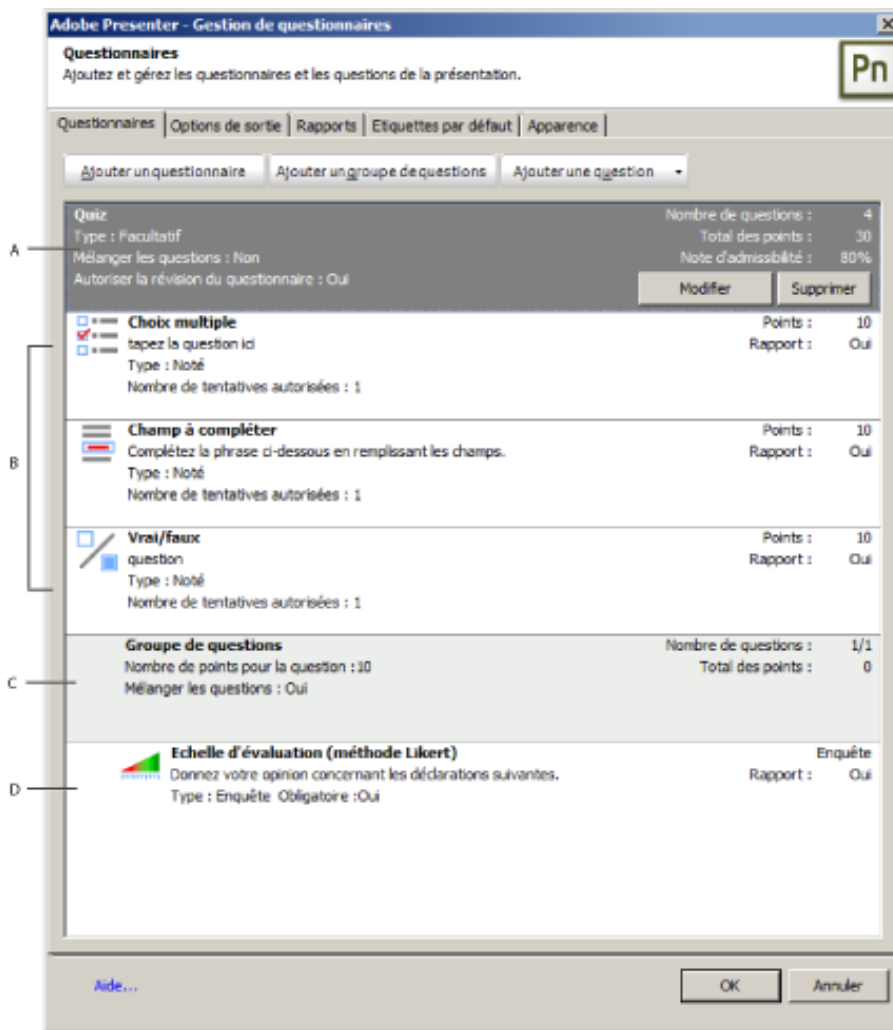 Adobe Presenter - Gestion de questionnaires
Questionnaires
Ajoutez et gérez les questionnaires et les questions de la présentation.
Pn
Questionnaires Options de sortie Rapports Etiquettes par défaut Apparence
Ajouter un questionnaire Ajouter un groupe de questions Ajouter une question
Quiz Nombre de questions : 4
A Type : Facultatif Total des points : 30
Mélanger les questions : Non Note d'admissibilité : 80%
Autoriser la révision du questionnaire : Oui
Modifier Supprimer
Choix multiple Points : 10
tapez la question ici Rapport : Oui
Type : Noté
Nombre de tentatives autorisées : 1
Champ à compléter Points : 10
B Complétez la phrase ci-dessous en remplissant les champs. Rapport : Oui
Type : Noté
Nombre de tentatives autorisées : 1
Vrai/faux Points : 10
question Rapport : Oui
Type : Noté
Nombre de tentatives autorisées : 1
Groupe de questions Nombre de questions : 1/1
Nombre de points pour la question :10 Total des points : 0
C Mélanger les questions : Oui
Echelle d'évaluation (méthode Likert) Enquête
Donnez votre opinion concernant les déclarations suivantes. Rapport : Oui
D Type : Enquête Obligatoire :Oui
Aide... OK Annuler